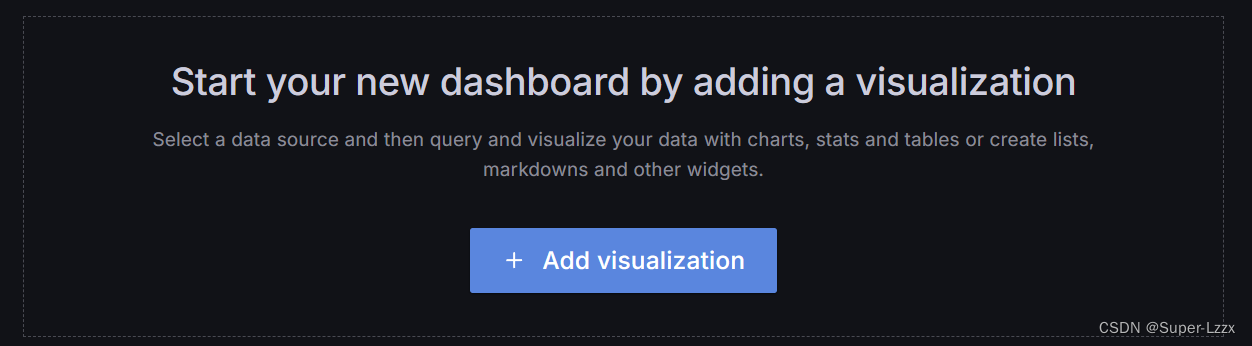 Start your new dashboard by adding a visualization
Select a data source and then query and visualize your data with charts, stats and tables or create lists,
markdowns and other widgets.
+ Add visualization
CSDN @Super-Lzzx